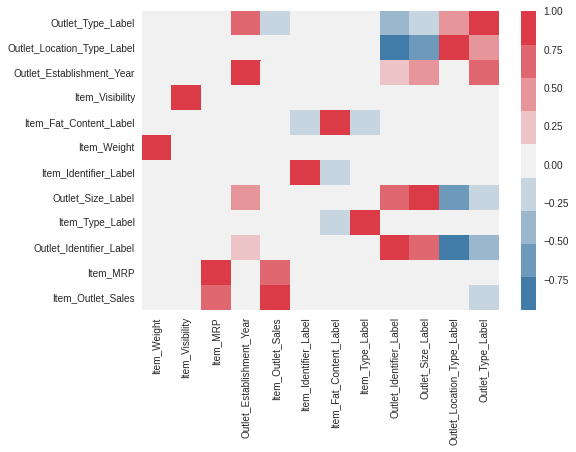 Outlet_Type_Label
Outlet_Location_Type_Label
Outlet_Establishment_Year
Item_Visibility
Item_Fat_Content_Label
Item_Weight
Item_Identifier_Label
Outlet_Size_Label
Item_Type_Label
Outlet_Identifier_Label
Item_MRP
Item_Outlet_Sales
Item_Weight
Item_Visibility
Item_MRP
Outlet_Establishment_Year
Item_Outlet_Sales
Item_Identifier_Label
Item_Fat_Content_Label
Item_Type_Label
Outlet_Identifier_Label
Outlet_Size_Label
Outlet_Location_Type_Label
Outlet_Type_Label
1.00
0.75
0.50
0.25
0.00
−0.25
−0.50
−0.75